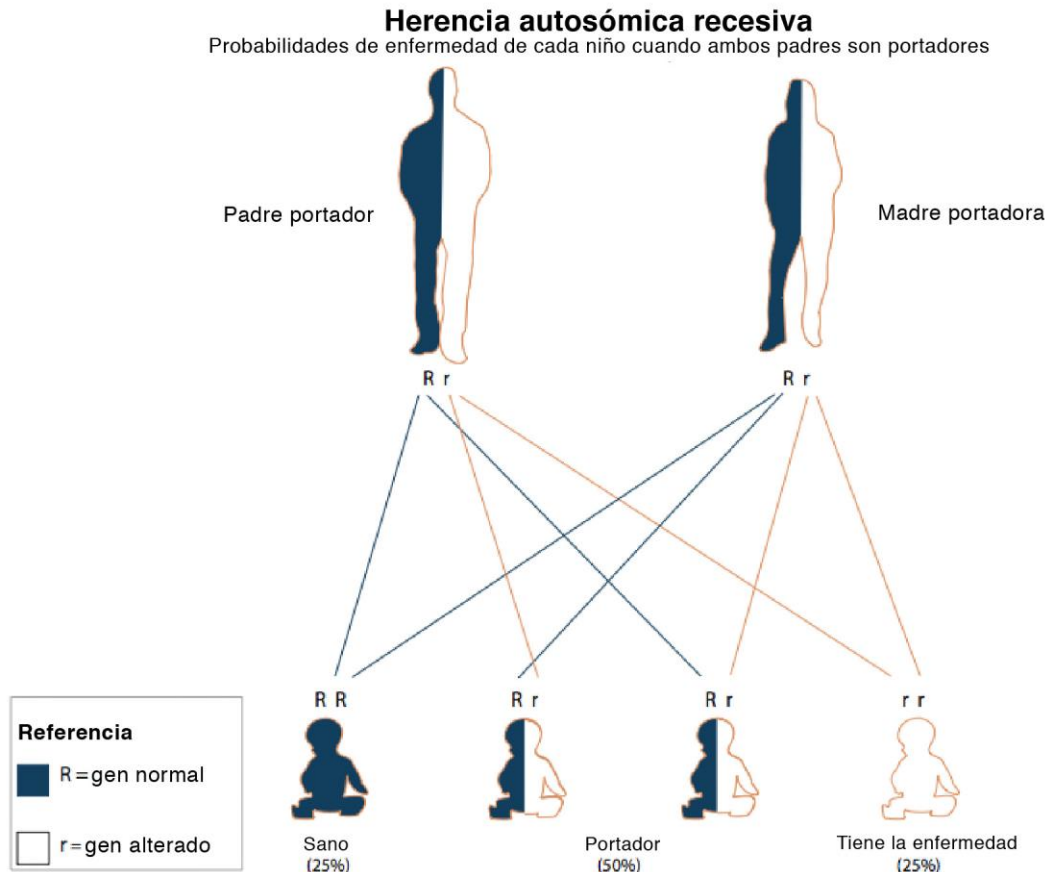 Herencia autosómica recesiva
Probabilidades de enfermedad de cada niño cuando ambos padres son portadores
Padre portador
Madre portadora
R r
R r
R R
R r
R r
r r
Referencia
R=gen normal
r=gen alterado
Sano
(25%)
Portador
(50%)
Tiene la enfermedad
(25%)